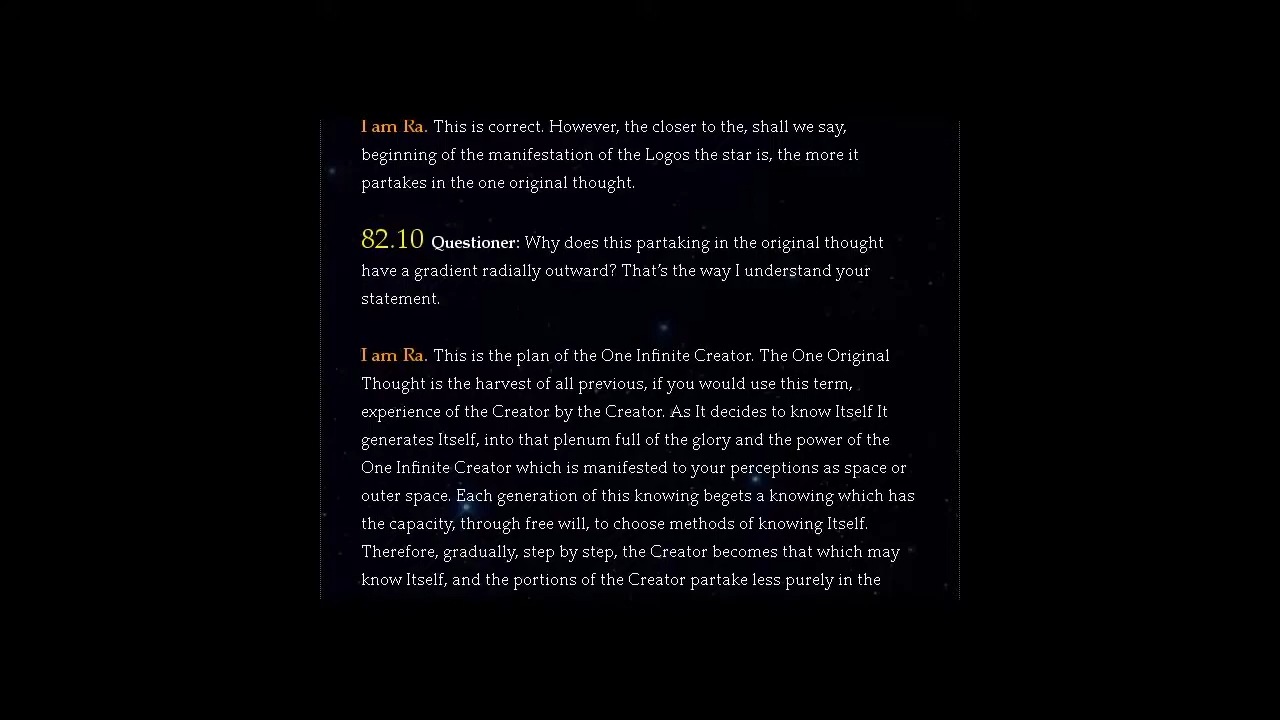 I am Ra. This is correct. However, the closer to the, shall we say,
beginning of the manifestation of the Logos the star is, the more it
partakes in the one original thought.
82.10 Questioner: Why does this partaking in the original thought
have a gradient radially outward? That’s the way I understand your
statement.
I am Ra. This is the plan of the One Infinite Creator. The One Original
Thought is the harvest of all previous, if you would use this term,
experience of the Creator by the Creator. As It decides to know Itself It
generates Itself, into that plenum full of the glory and the power of the
One Infinite Creator which is manifested to your perceptions as space or
outer space. Each generation of this knowing begets a knowing which has
the capacity, through free will, to choose methods of knowing Itself.
Therefore, gradually, step by step, the Creator becomes that which may
know Itself, and the portions of the Creator partake less purely in the